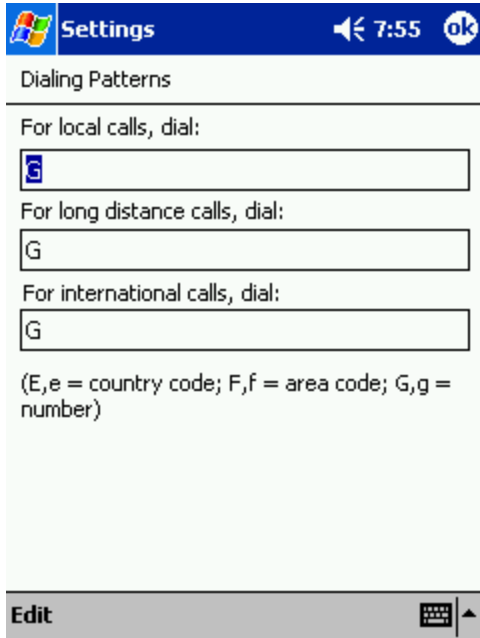 Settings 7:55 ok
Dialing Patterns
For local calls, dial:
G
For long distance calls, dial:
G
For international calls, dial:
G
(E,e = country code; F,f = area code; G,g =
number)
Edit